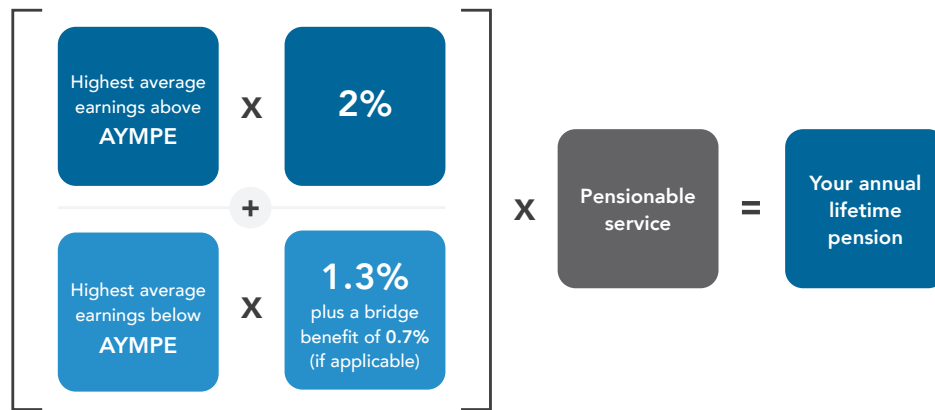 Highest average
earnings above
AYMPE
X
2%
+
Highest average
earnings below
AYMPE
X
1.3%
plus a bridge
benefit of 0.7%
(if applicable)
X
Pensionable
service
=
Your annual
lifetime
pension